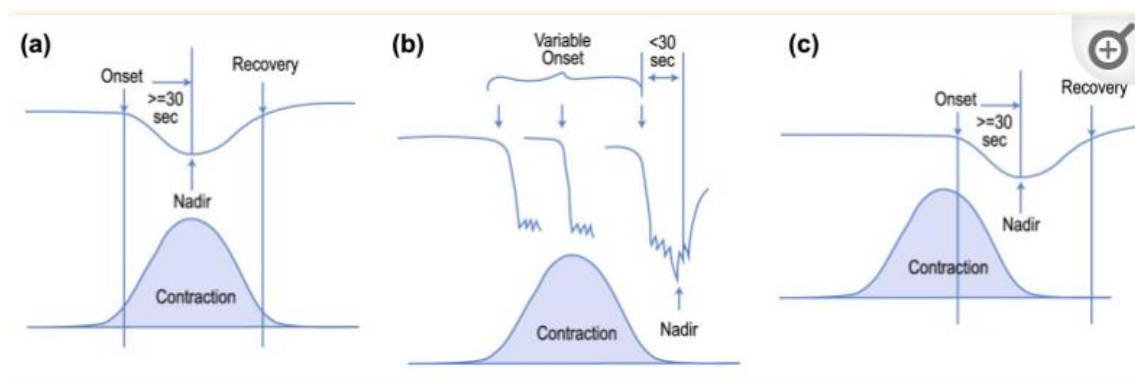 (a)
Onset
>=30
sec
Recovery
Nadir
Contraction
(b)
Variable
Onset
<30
sec
Contraction
Nadir
(c)
Onset
>=30
sec
Recovery
Nadir
Contraction